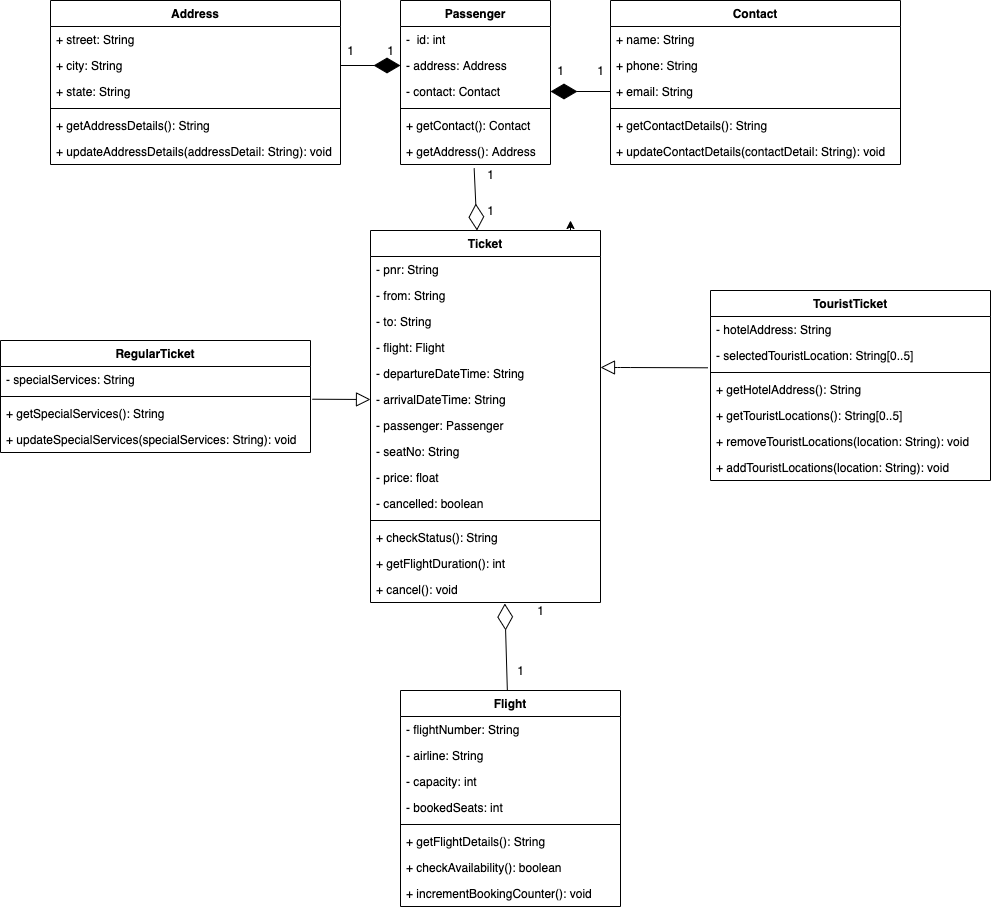 Address
+ street: String
+ city: String
+ state: String
+ getAddressDetails(): String
+ updateAddressDetails(addressDetail: String): void
1
1
Passenger
- id: int
- address: Address
- contact: Contact
+ getContact(): Contact
+ getAddress(): Address
1
1
Contact
+ name: String
+ phone: String
+ email: String
+ getContactDetails(): String
+ updateContactDetails(contactDetail: String): void
1
1
Ticket
- pnr: String
- from: String
- to: String
- flight: Flight
- departureDateTime: String
- arrivalDateTime: String
- passenger: Passenger
- seatNo: String
- price: float
- cancelled: boolean
+ checkStatus(): String
+ getFlightDuration(): int
+ cancel(): void
RegularTicket
- specialServices: String
+ getSpecialServices(): String
+ updateSpecialServices(specialServices: String): void
TouristTicket
- hotelAddress: String
- selectedTouristLocation: String[0..5]
+ getHotelAddress(): String
+ getTouristLocations(): String[0..5]
+ removeTouristLocations(location: String): void
+ addTouristLocations(location: String): void
1
1
Flight
- flightNumber: String
- airline: String
- capacity: int
- bookedSeats: int
+ getFlightDetails(): String
+ checkAvailability(): boolean
+ incrementBookingCounter(): void